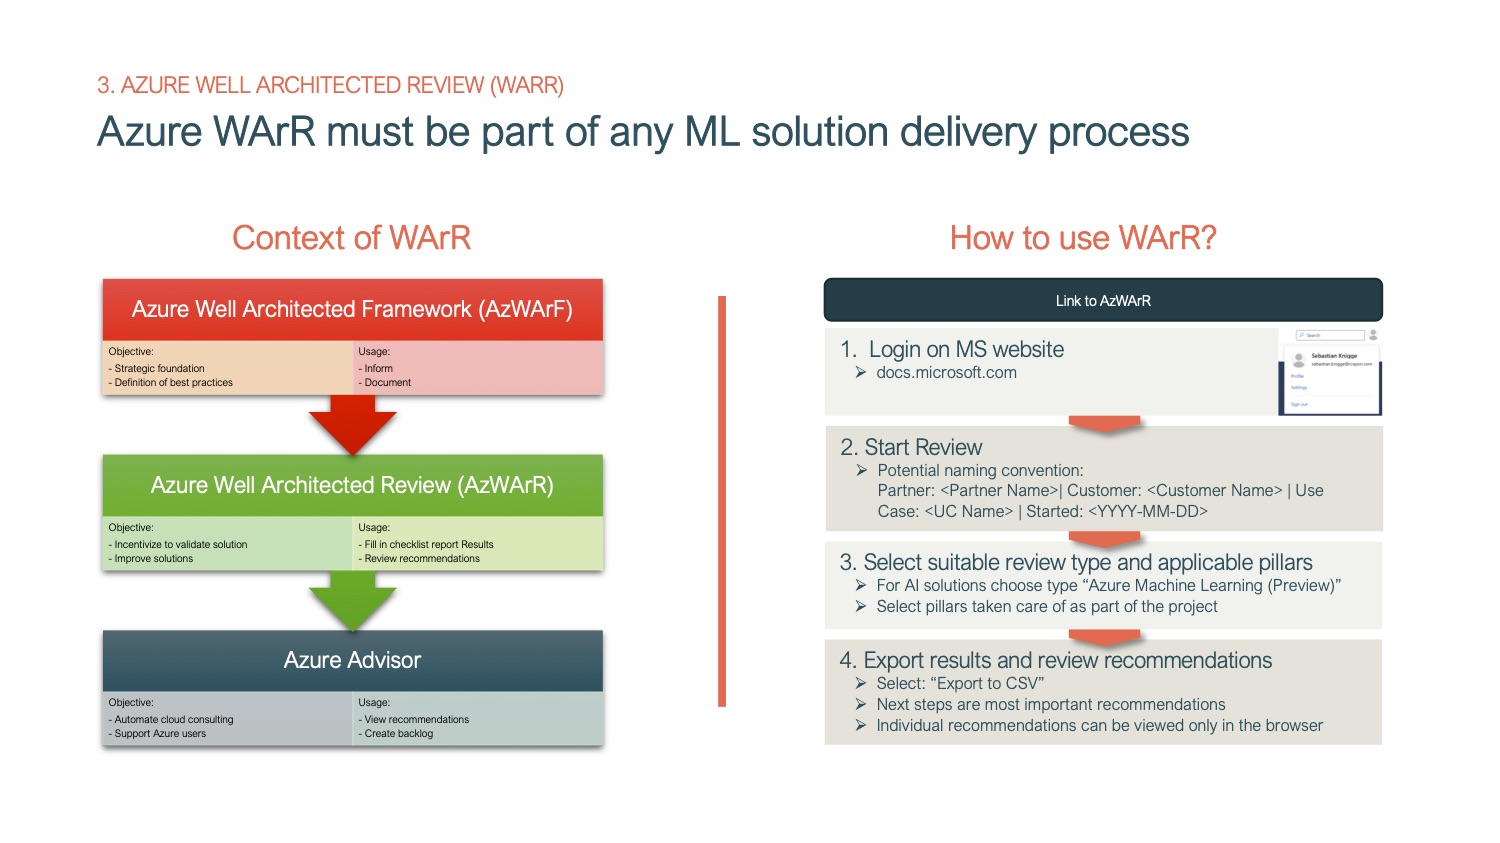 3. AZURE WELL ARCHITECTED REVIEW (WARR)
Azure WArR must be part of any ML solution delivery process
Context of WArR
Azure Well Architected Framework (AzWArF)
Objective:
- Strategic foundation
- Definition of best practices
Usage:
- Inform
- Document
Azure Well Architected Review (AzWArR)
Objective:
- Incentivize to validate solution
- Improve solutions
Usage:
- Fill in checklist report Results
- Review recommendations
Azure Advisor
Objective:
- Automate cloud consulting
- Support Azure users
Usage:
- View recommendations
- Create backlog
How to use WArR?
Link to AzWArR
1. Login on MS website
➢ docs.microsoft.com
Search
Sebastian Knigge
sebastian.knigge@crayon.com
Profile
Settings
Sign out
2. Start Review
➢ Potential naming convention:
Partner: <Partner Name>| Customer: <Customer Name> | Use
Case: <UC Name> | Started: <YYYY-MM-DD>
3. Select suitable review type and applicable pillars
➢ For AI solutions choose type “Azure Machine Learning (Preview)”
➢ Select pillars taken care of as part of the project
4. Export results and review recommendations
➢ Select: “Export to CSV”
➢ Next steps are most important recommendations
➢ Individual recommendations can be viewed only in the browser